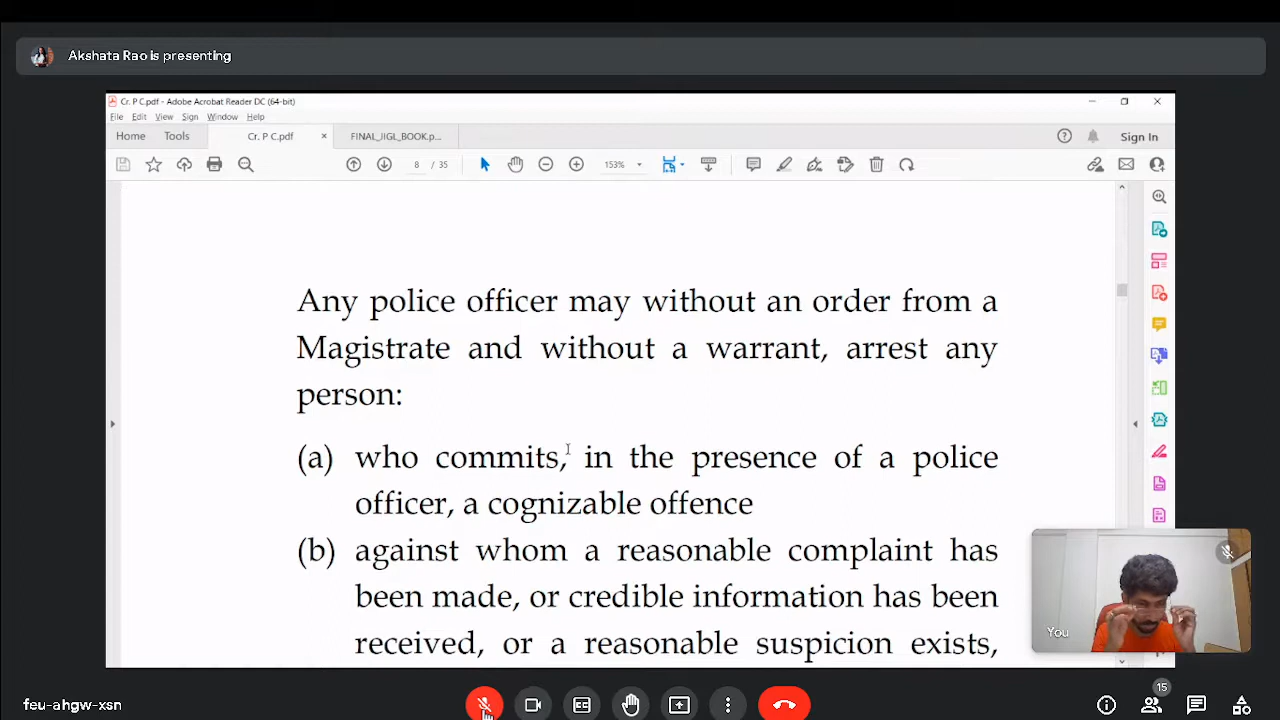 Akshata Rao is presenting
Cr. P C.pdf - Adobe Acrobat Reader DC (64-bit)
File Edit View Sign Window Help
Home Tools Cr. P C.pdf × FINAL_JIGL_BOOK.p... Sign In
8 / 35 153%
Any police officer may without an order from a
Magistrate and without a warrant, arrest any
person:
(a) who commits, in the presence of a police
officer, a cognizable offence
(b) against whom a reasonable complaint has
been made, or credible information has been
received, or a reasonable suspicion exists,
You
feu-ahgw-xsn
15